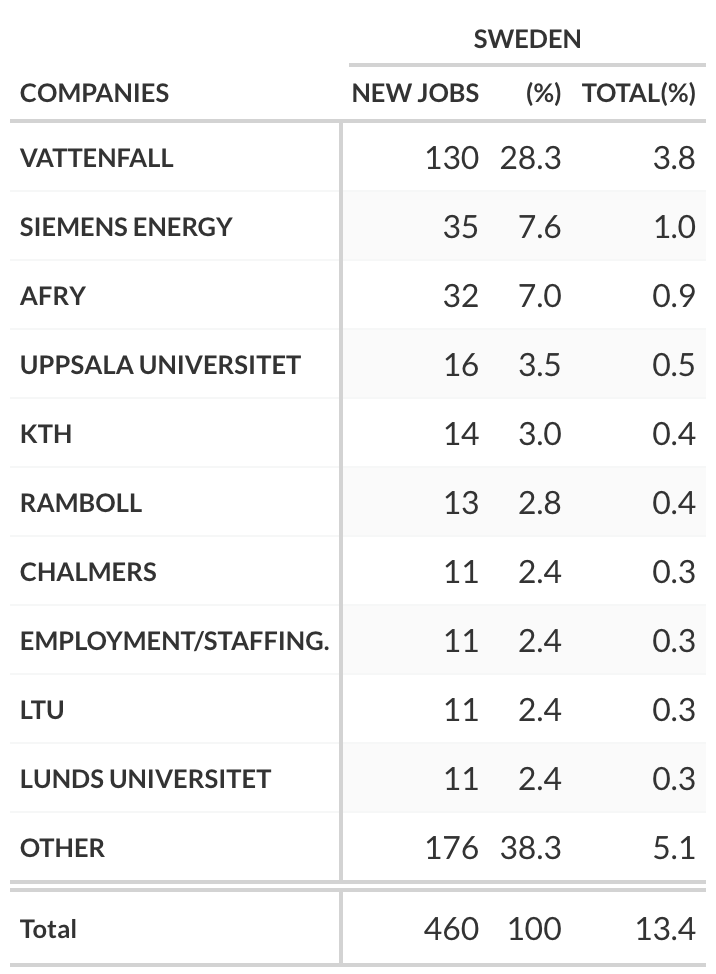 SWEDEN
COMPANIES NEW JOBS (%) TOTAL(%)
VATTENFALL 130 28.3 3.8
SIEMENS ENERGY 35 7.6 1.0
AFRY 32 7.0 0.9
UPPSALA UNIVERSITET 16 3.5 0.5
KTH 14 3.0 0.4
RAMBOLL 13 2.8 0.4
CHALMERS 11 2.4 0.3
EMPLOYMENT/STAFFING. 11 2.4 0.3
LTU 11 2.4 0.3
LUNDS UNIVERSITET 11 2.4 0.3
OTHER 176 38.3 5.1
Total 460 100 13.4